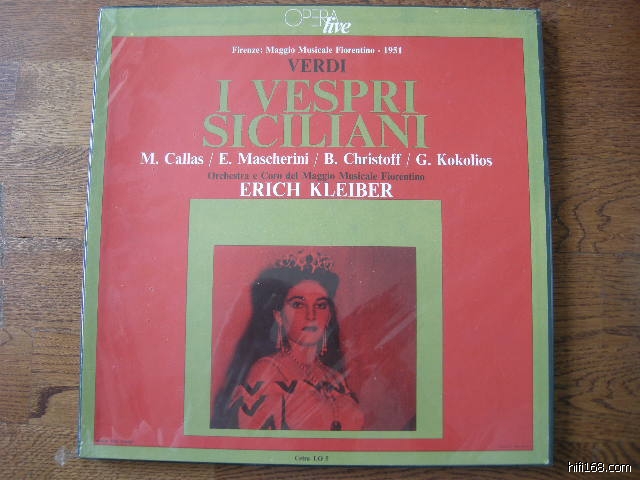 OPERA
live
Firenze: Maggio Musicale Fiorentino - 1951
VERDI
I VESPRI
SICILIANI
M. Callas / E. Mascherini / B. Christoff / G. Kokolios
Orchestra e Coro del Maggio Musicale Fiorentino
ERICH KLEIBER
Cetra LO 5
hifi168.com